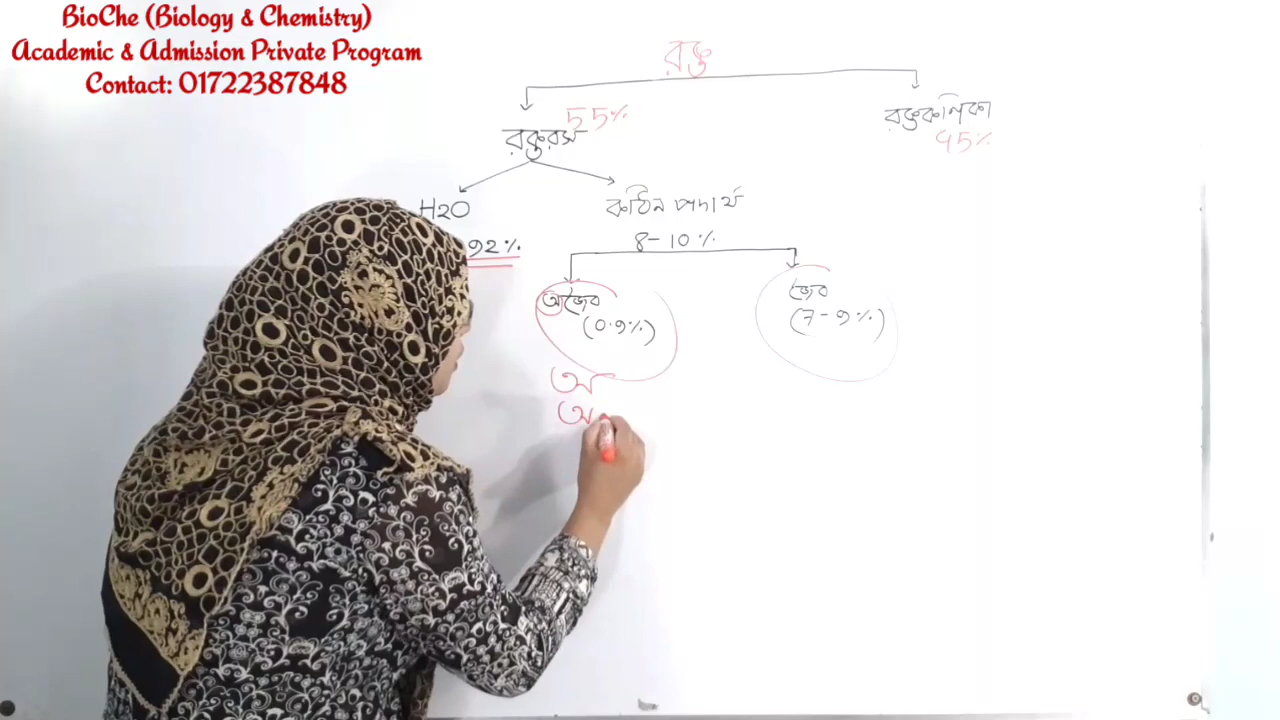 BioChe (Biology & Chemistry)
Academic & Admission Private Program
Contact: 01722387848
রক্ত
রক্তরস 55%
রক্তকণিকা
45%
H2O
92%
কঠিন পদার্থ
8-10%
অজৈব
(0.9%)
জৈব
(7-9%)
অ
অ